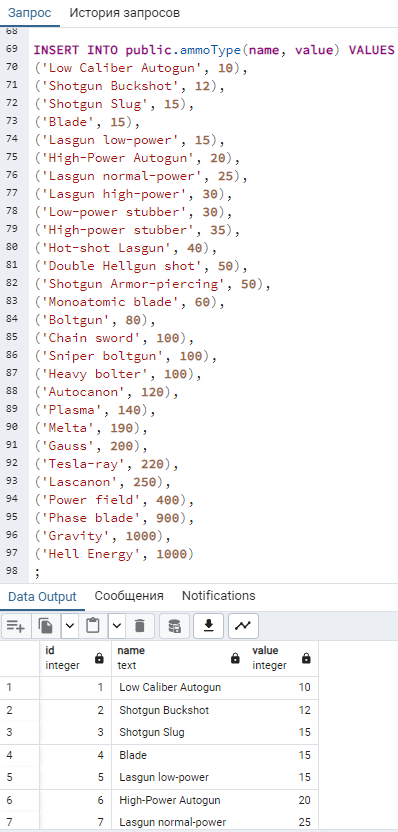 Запрос История запросов
68
69 INSERT INTO public.ammoType(name, value) VALUES
70 ('Low Caliber Autogun', 10),
71 ('Shotgun Buckshot', 12),
72 ('Shotgun Slug', 15),
73 ('Blade', 15),
74 ('Lasgun low-power', 15),
75 ('High-Power Autogun', 20),
76 ('Lasgun normal-power', 25),
77 ('Lasgun high-power', 30),
78 ('Low-power stubber', 30),
79 ('High-power stubber', 35),
80 ('Hot-shot Lasgun', 40),
81 ('Double Hellgun shot', 50),
82 ('Shotgun Armor-piercing', 50),
83 ('Monoatomic blade', 60),
84 ('Boltgun', 80),
85 ('Chain sword', 100),
86 ('Sniper boltgun', 100),
87 ('Heavy bolter', 100),
88 ('Autocanon', 120),
89 ('Plasma', 140),
90 ('Melta', 190),
91 ('Gauss', 200),
92 ('Tesla-ray', 220),
93 ('Lascanon', 250),
94 ('Power field', 400),
95 ('Phase blade', 900),
96 ('Gravity', 1000),
97 ('Hell Energy', 1000)
98 ;
Data Output Сообщения Notifications
id name value
integer text integer
1 1 Low Caliber Autogun 10
2 2 Shotgun Buckshot 12
3 3 Shotgun Slug 15
4 4 Blade 15
5 5 Lasgun low-power 15
6 6 High-Power Autogun 20
7 7 Lasgun normal-power 25